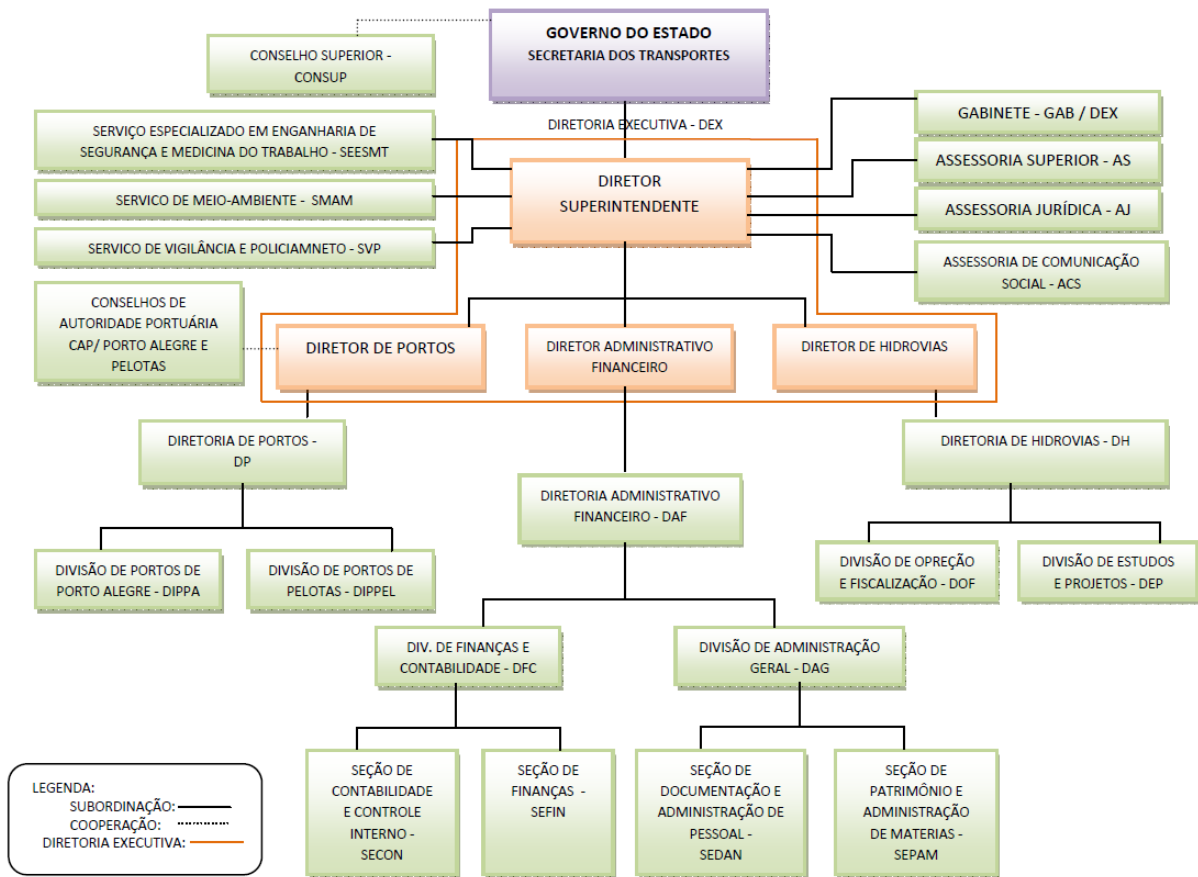 GOVERNO DO ESTADO
SECRETARIA DOS TRANSPORTES
CONSELHO SUPERIOR -
CONSUP
DIRETORIA EXECUTIVA - DEX
SERVIÇO ESPECIALIZADO EM ENGANHARIA DE
SEGURANÇA E MEDICINA DO TRABALHO - SEESMT
SERVICO DE MEIO-AMBIENTE - SMAM
SERVICO DE VIGILÂNCIA E POLICIAMNETO - SVP
DIRETOR
SUPERINTENDENTE
GABINETE - GAB / DEX
ASSESSORIA SUPERIOR - AS
ASSESSORIA JURÍDICA - AJ
ASSESSORIA DE COMUNICAÇÃO
SOCIAL - ACS
CONSELHOS DE
AUTORIDADE PORTUÁRIA
CAP/ PORTO ALEGRE E
PELOTAS
DIRETOR DE PORTOS
DIRETOR ADMINISTRATIVO
FINANCEIRO
DIRETOR DE HIDROVIAS
DIRETORIA DE PORTOS -
DP
DIRETORIA ADMINISTRATIVO
FINANCEIRO - DAF
DIRETORIA DE HIDROVIAS - DH
DIVISÃO DE PORTOS DE
PORTO ALEGRE - DIPPA
DIVISÃO DE PORTOS DE
PELOTAS - DIPPEL
DIVISÃO DE OPREÇÃO
E FISCALIZAÇÃO - DOF
DIVISÃO DE ESTUDOS
E PROJETOS - DEP
DIV. DE FINANÇAS E
CONTABILIDADE - DFC
DIVISÃO DE ADMINISTRAÇÃO
GERAL - DAG
SEÇÃO DE
CONTABILIDADE
E CONTROLE
INTERNO -
SECON
SEÇÃO DE
FINANÇAS -
SEFIN
SEÇÃO DE
DOCUMENTAÇÃO E
ADMINISTRAÇÃO DE
PESSOAL -
SEDAN
SEÇÃO DE
PATRIMÔNIO E
ADMINISTRAÇÃO
DE MATERIAS -
SEPAM
LEGENDA:
SUBORDINAÇÃO:
COOPERAÇÃO:
DIRETORIA EXECUTIVA: